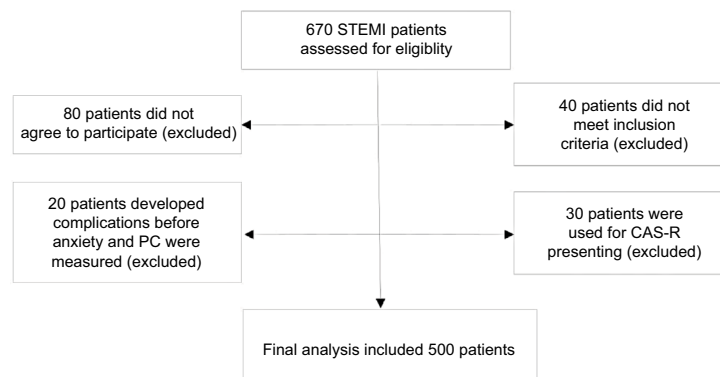 670 STEMI patients
assessed for eligiblity
80 patients did not
agree to participate (excluded)
40 patients did not
meet inclusion
criteria (excluded)
20 patients developed
complications before
anxiety and PC were
measured (excluded)
30 patients were
used for CAS-R
presenting (excluded)
Final analysis included 500 patients